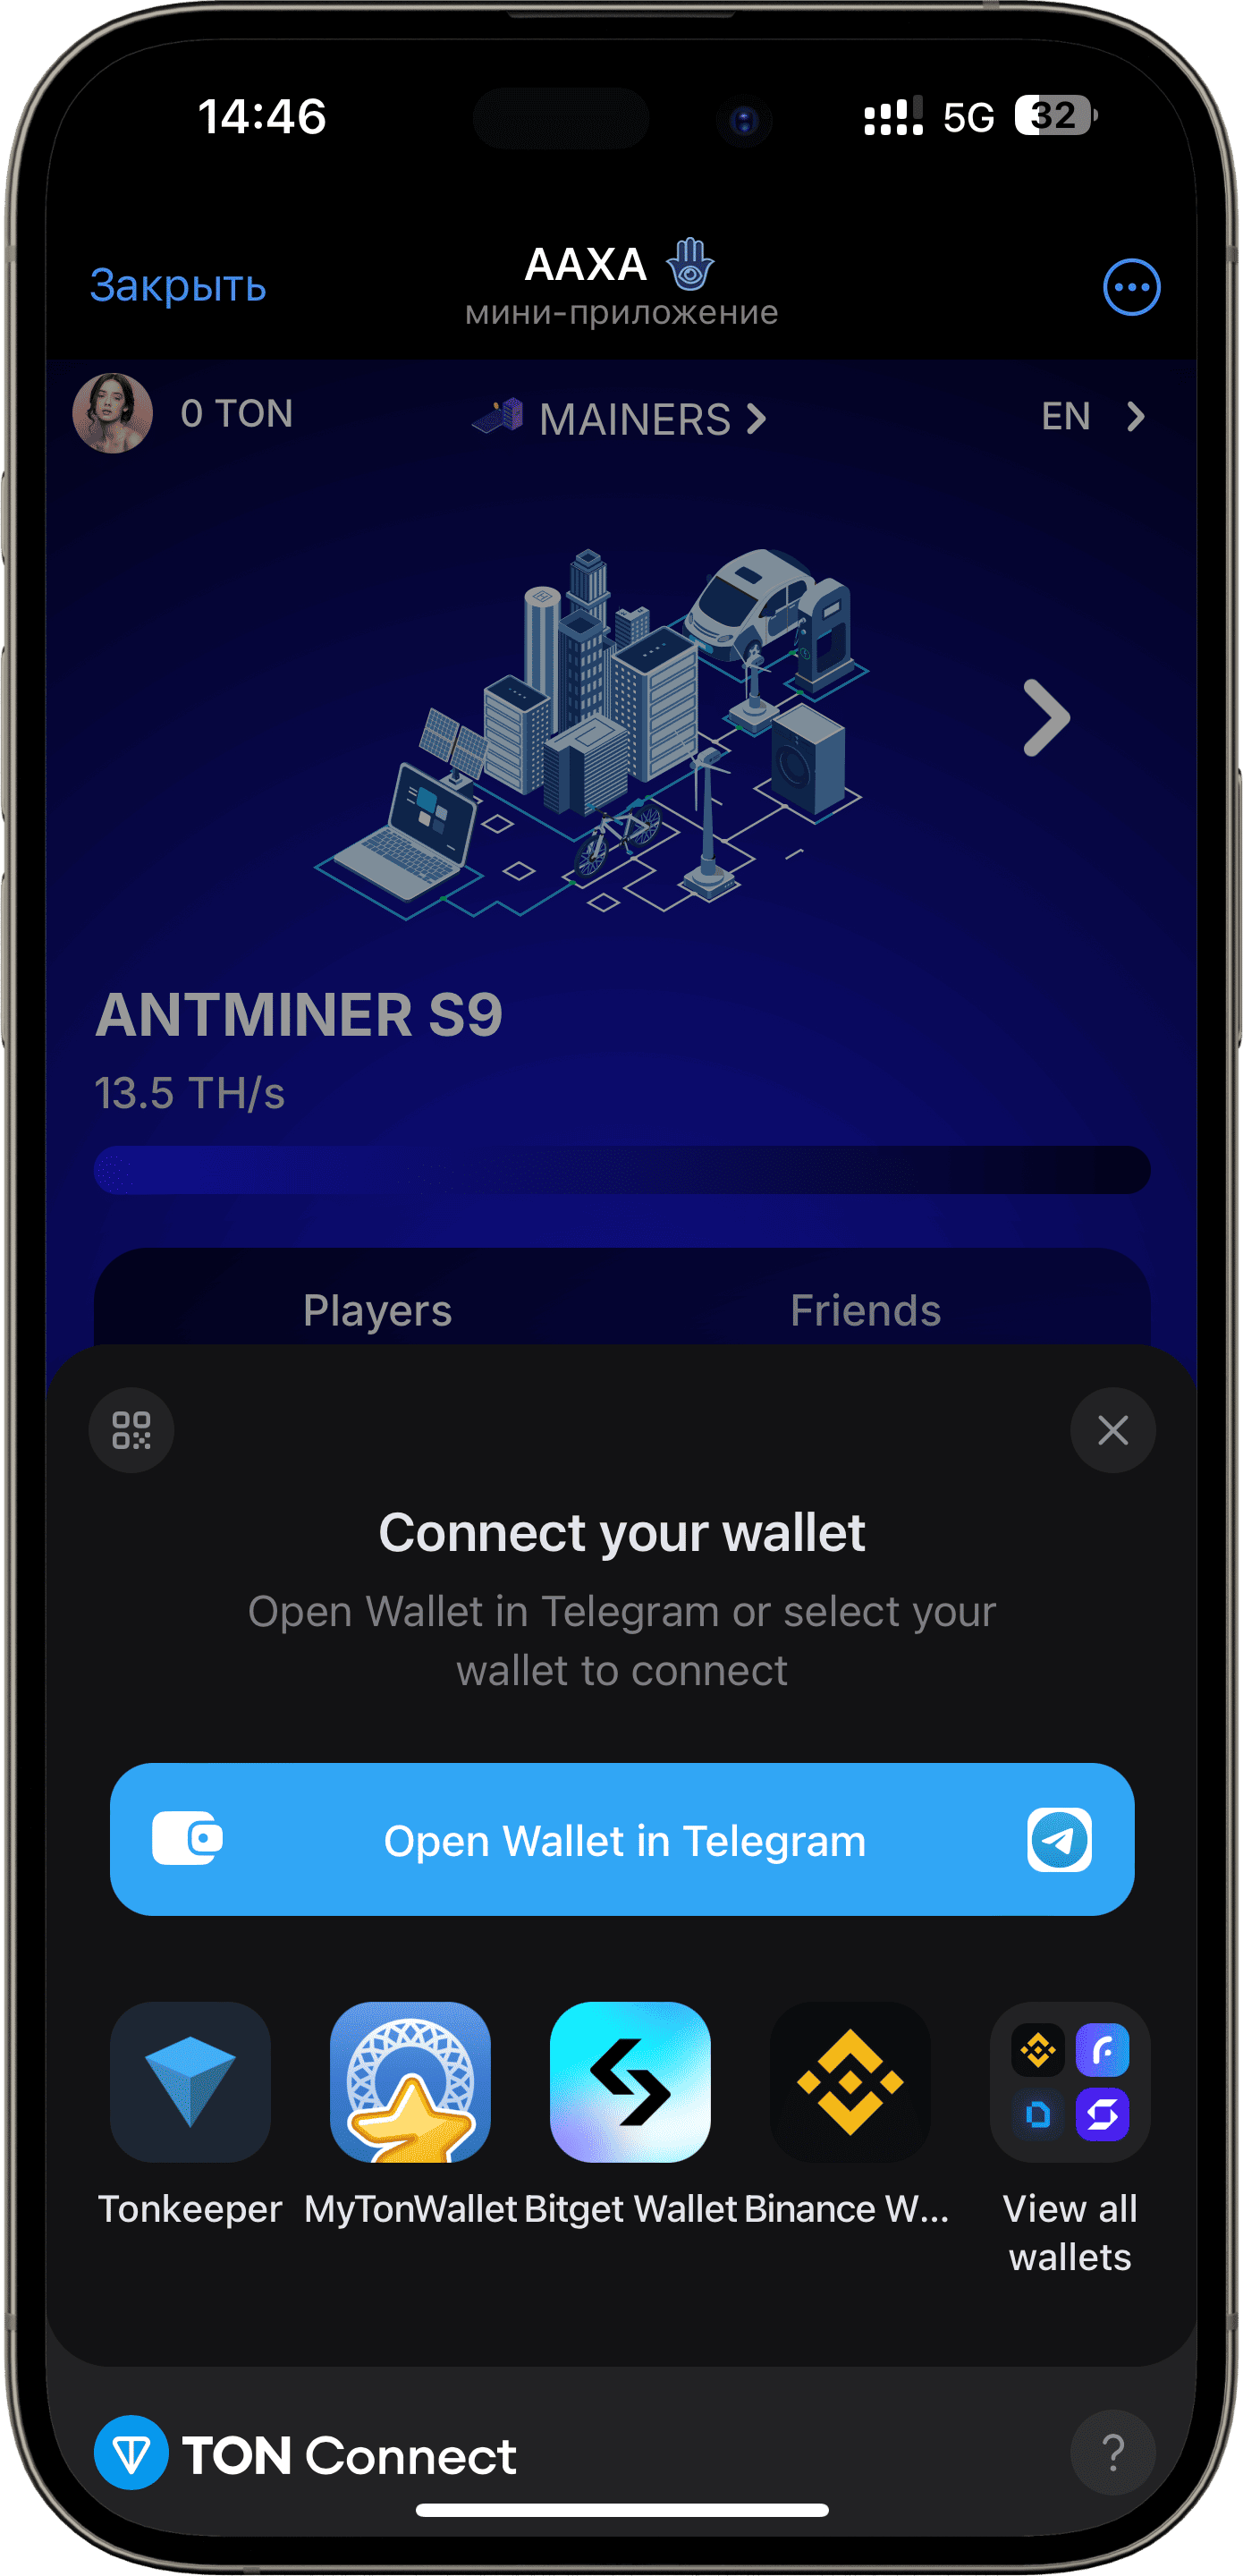 14:46
5G 32
Закрыть
AAXA
мини-приложение
0 TON
MAINERS
EN
ANTMINER S9
13.5 TH/s
Players
Friends
Connect your wallet
Open Wallet in Telegram or select your
wallet to connect
Open Wallet in Telegram
Tonkeeper
MyTonWallet
Bitget Wallet
Binance W...
View all
wallets
TON Connect
?